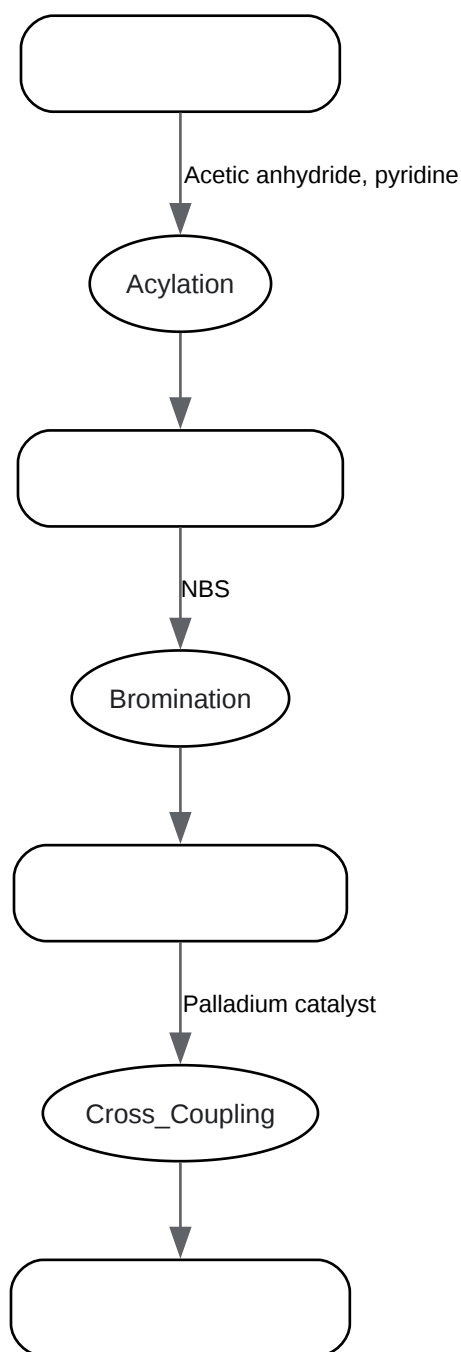 Acetic anhydride, pyridine
Acylation
NBS
Bromination
Palladium catalyst
Cross_Coupling